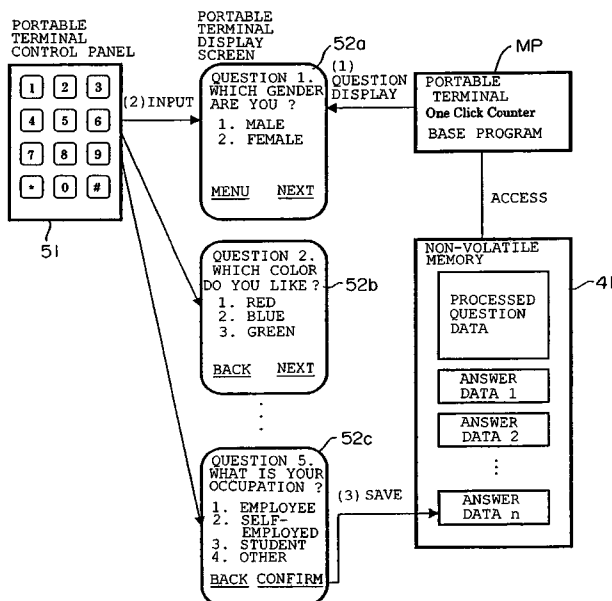 PORTABLE
TERMINAL
CONTROL PANEL
1 2 3
4 5 6
7 8 9
* 0 #
51
(2) INPUT
PORTABLE
TERMINAL
DISPLAY
SCREEN
52a
QUESTION 1.
WHICH GENDER
ARE YOU ?
1. MALE
2. FEMALE
MENU NEXT
(1)
QUESTION
DISPLAY
MP
PORTABLE
TERMINAL
One Click Counter
BASE PROGRAM
ACCESS
QUESTION 2.
WHICH COLOR
DO YOU LIKE ?
1. RED
2. BLUE
3. GREEN
BACK NEXT
52b
52c
QUESTION 5.
WHAT IS YOUR
OCCUPATION ?
1. EMPLOYEE
2. SELF-
EMPLOYED
3. STUDENT
4. OTHER
BACK CONFIRM
(3) SAVE
NON-VOLATILE
MEMORY
PROCESSED
QUESTION
DATA
ANSWER
DATA 1
ANSWER
DATA 2
ANSWER
DATA n